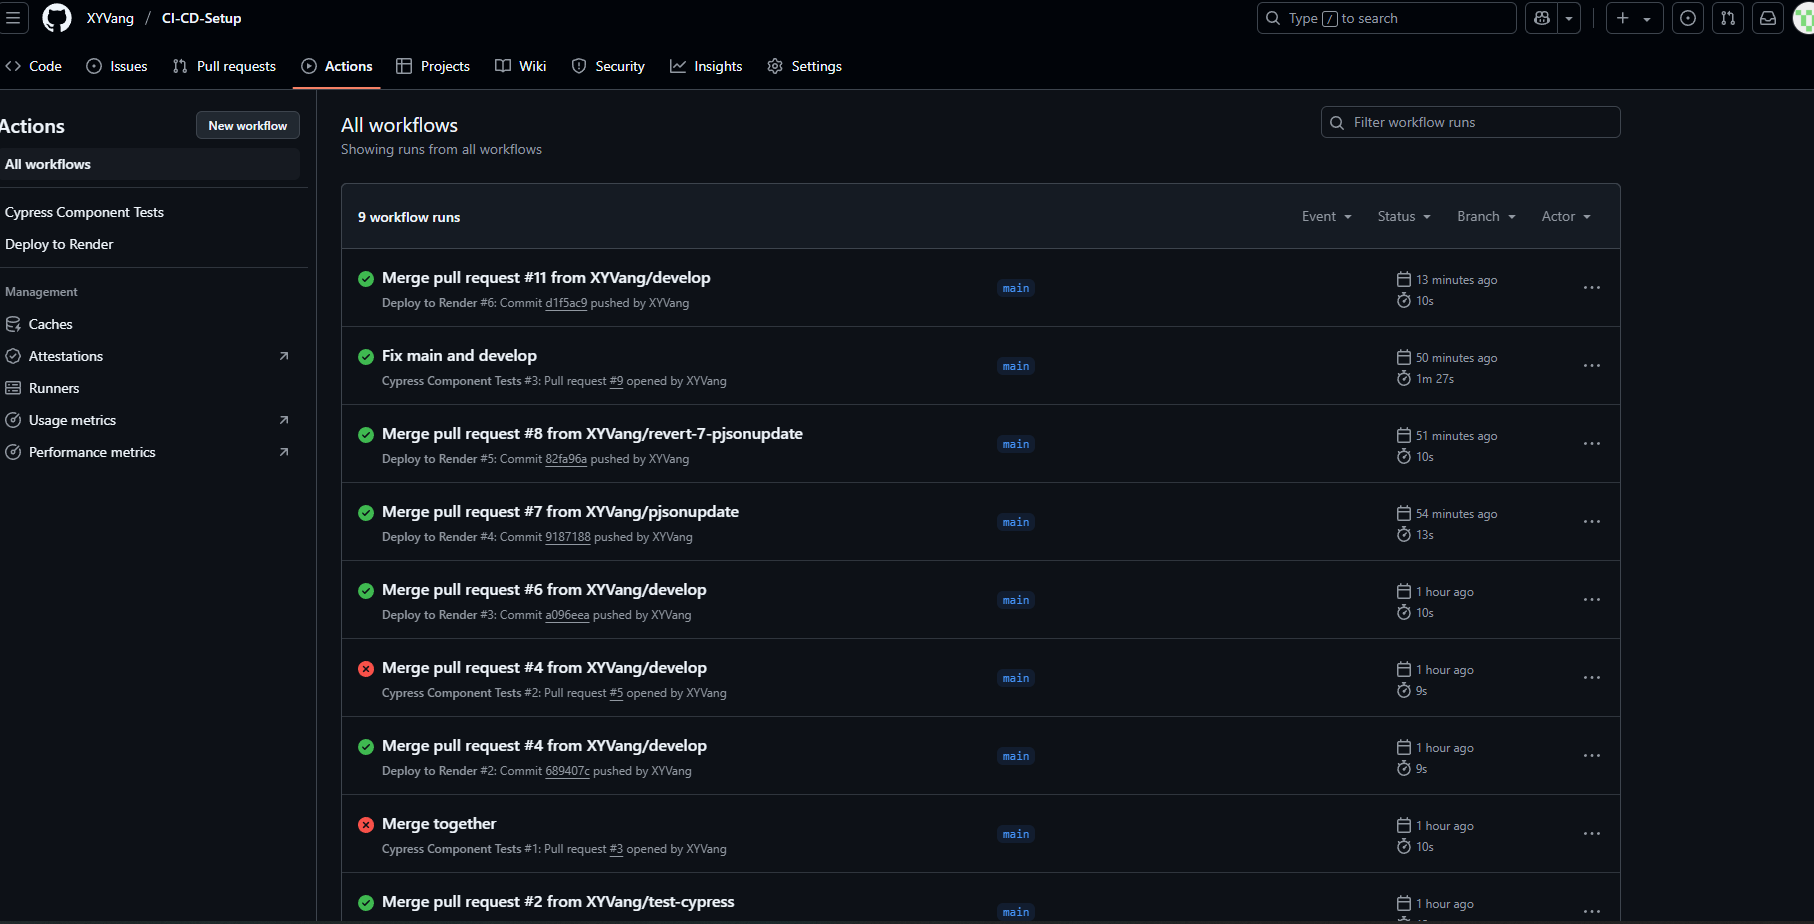 XYVang / CI-CD-Setup
Type / to search
Code Issues Pull requests Actions Projects Wiki Security Insights Settings
Actions
New workflow
All workflows
Cypress Component Tests
Deploy to Render
Management
Caches
Attestations
Runners
Usage metrics
Performance metrics
All workflows
Showing runs from all workflows
Filter workflow runs
9 workflow runs
Event Status Branch Actor
Merge pull request #11 from XYVang/develop
Deploy to Render #6: Commit d1f5ac9 pushed by XYVang
main
13 minutes ago
10s
Fix main and develop
Cypress Component Tests #3: Pull request #9 opened by XYVang
main
50 minutes ago
1m 27s
Merge pull request #8 from XYVang/revert-7-pjsonupdate
Deploy to Render #5: Commit 82fa96a pushed by XYVang
main
51 minutes ago
10s
Merge pull request #7 from XYVang/pjsonupdate
Deploy to Render #4: Commit 9187188 pushed by XYVang
main
54 minutes ago
13s
Merge pull request #6 from XYVang/develop
Deploy to Render #3: Commit a096eea pushed by XYVang
main
1 hour ago
10s
Merge pull request #4 from XYVang/develop
Cypress Component Tests #2: Pull request #5 opened by XYVang
main
1 hour ago
9s
Merge pull request #4 from XYVang/develop
Deploy to Render #2: Commit 689407c pushed by XYVang
main
1 hour ago
9s
Merge together
Cypress Component Tests #1: Pull request #3 opened by XYVang
main
1 hour ago
10s
Merge pull request #2 from XYVang/test-cypress
main
1 hour ago